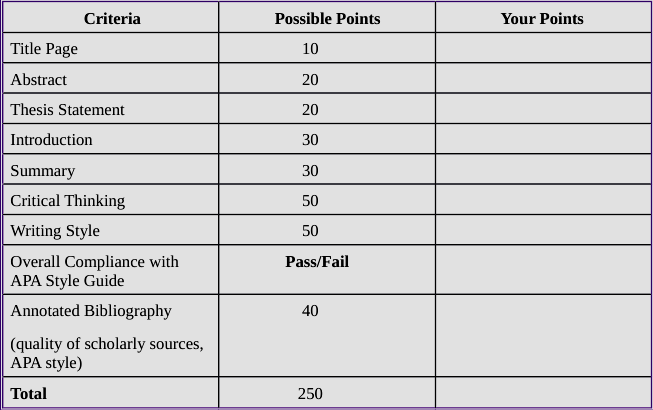 Criteria Possible Points Your Points
Title Page 10
Abstract 20
Thesis Statement 20
Introduction 30
Summary 30
Critical Thinking 50
Writing Style 50
Overall Compliance with Pass/Fail
APA Style Guide
Annotated Bibliography 40
(quality of scholarly sources,
APA style)
Total 250